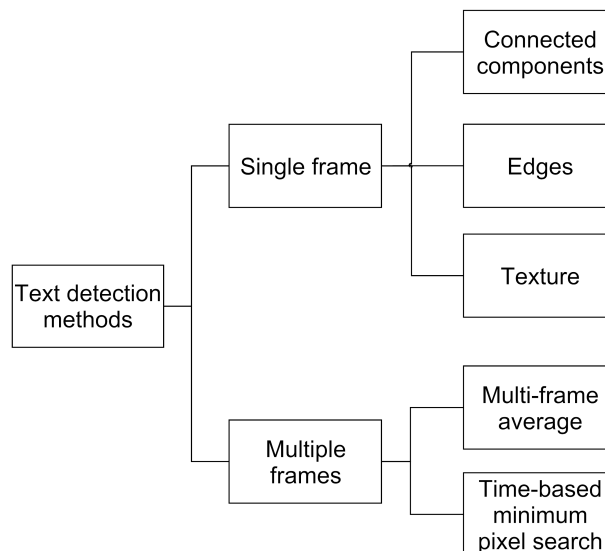 Connected
components
Single frame
Edges
Texture
Text detection
methods
Multi-frame
average
Multiple
frames
Time-based
minimum
pixel search